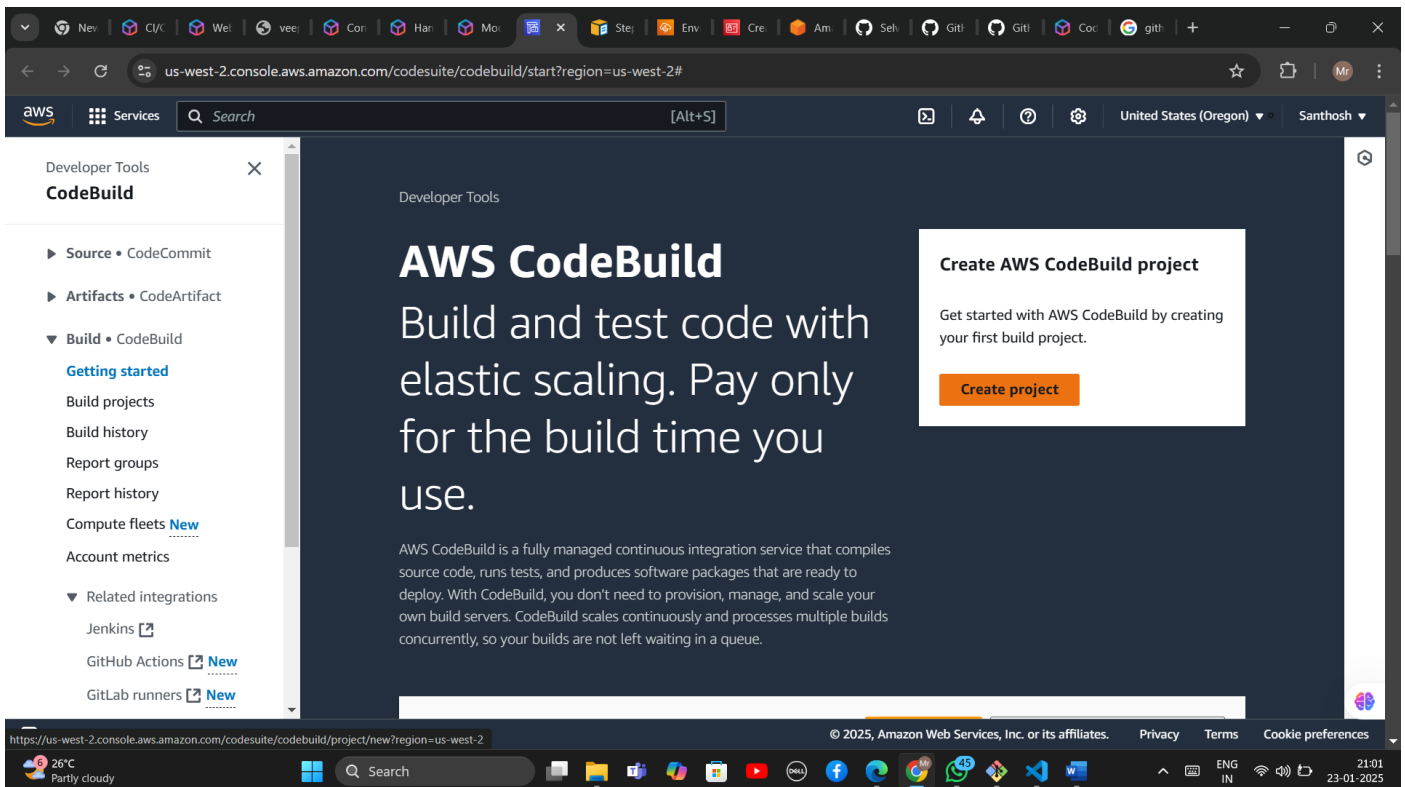 New
CI/C
Wel
veep
Con
Han
Moc
Step
Env
Cre
Am
Selv
Gith
Gith
Cod
gith
us-west-2.console.aws.amazon.com/codesuite/codebuild/start?region=us-west-2#
Mr
aws
Services
Search
[Alt+S]
United States (Oregon)
Santhosh
Developer Tools
CodeBuild
Source • CodeCommit
Artifacts • CodeArtifact
Build • CodeBuild
Getting started
Build projects
Build history
Report groups
Report history
Compute fleets New
Account metrics
Related integrations
Jenkins
GitHub Actions New
GitLab runners New
Developer Tools
AWS CodeBuild
Build and test code with
elastic scaling. Pay only
for the build time you
use.
AWS CodeBuild is a fully managed continuous integration service that compiles
source code, runs tests, and produces software packages that are ready to
deploy. With CodeBuild, you don't need to provision, manage, and scale your
own build servers. CodeBuild scales continuously and processes multiple builds
concurrently, so your builds are not left waiting in a queue.
Create AWS CodeBuild project
Get started with AWS CodeBuild by creating
your first build project.
Create project
https://us-west-2.console.aws.amazon.com/codesuite/codebuild/project/new?region=us-west-2
© 2025, Amazon Web Services, Inc. or its affiliates.
Privacy
Terms
Cookie preferences
6
26°C
Partly cloudy
Search
DELL
45
ENG
IN
21:01
23-01-2025